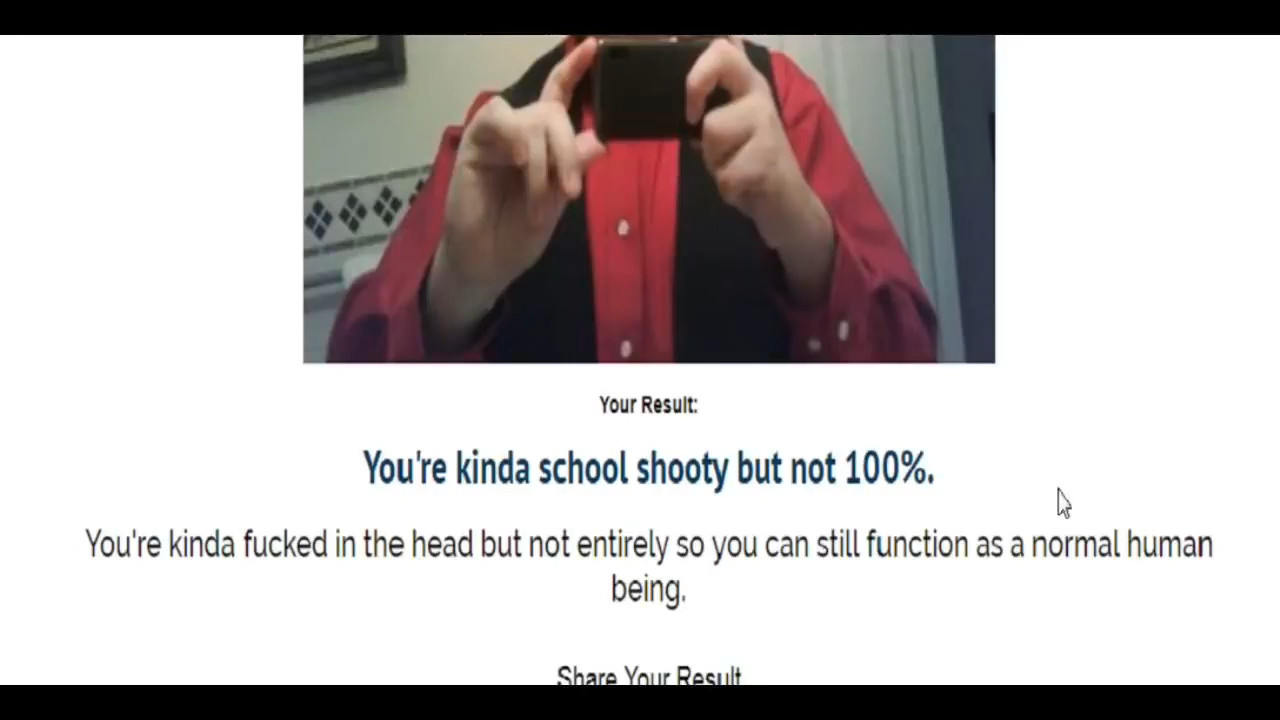 Your Result:
You're kinda school shooty but not 100%.
You're kinda fucked in the head but not entirely so you can still function as a normal human
being.
Share Your Result